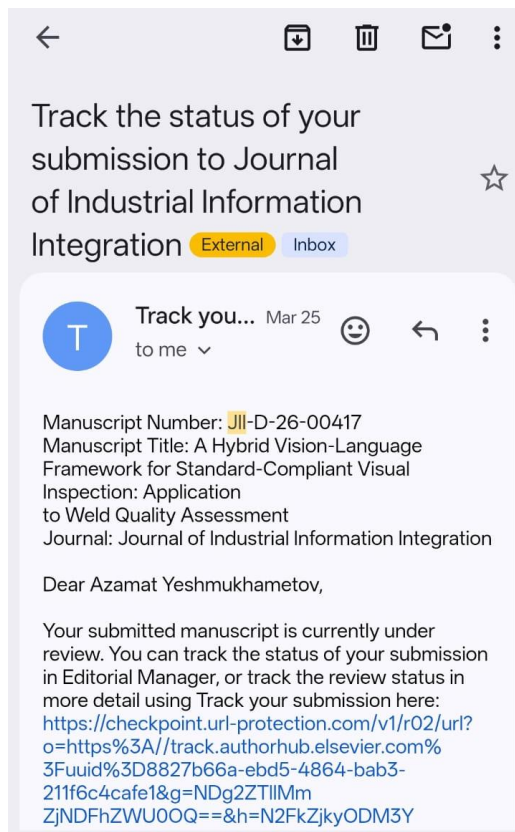 Track the status of your
submission to Journal
of Industrial Information
Integration External Inbox
T
Track you... Mar 25
to me
Manuscript Number: JII-D-26-00417
Manuscript Title: A Hybrid Vision-Language
Framework for Standard-Compliant Visual
Inspection: Application
to Weld Quality Assessment
Journal: Journal of Industrial Information Integration
Dear Azamat Yeshmukhametov,
Your submitted manuscript is currently under
review. You can track the status of your submission
in Editorial Manager, or track the review status in
more detail using Track your submission here:
https://checkpoint.url-protection.com/v1/r02/url?
o=https%3A//track.authorhub.elsevier.com%
3Fuuid%3D8827b66a-ebd5-4864-bab3-
211f6c4cafe1&g=NDg2ZTllMm
ZjNDFhZWU0OQ==&h=N2FkZjkyODM3Y